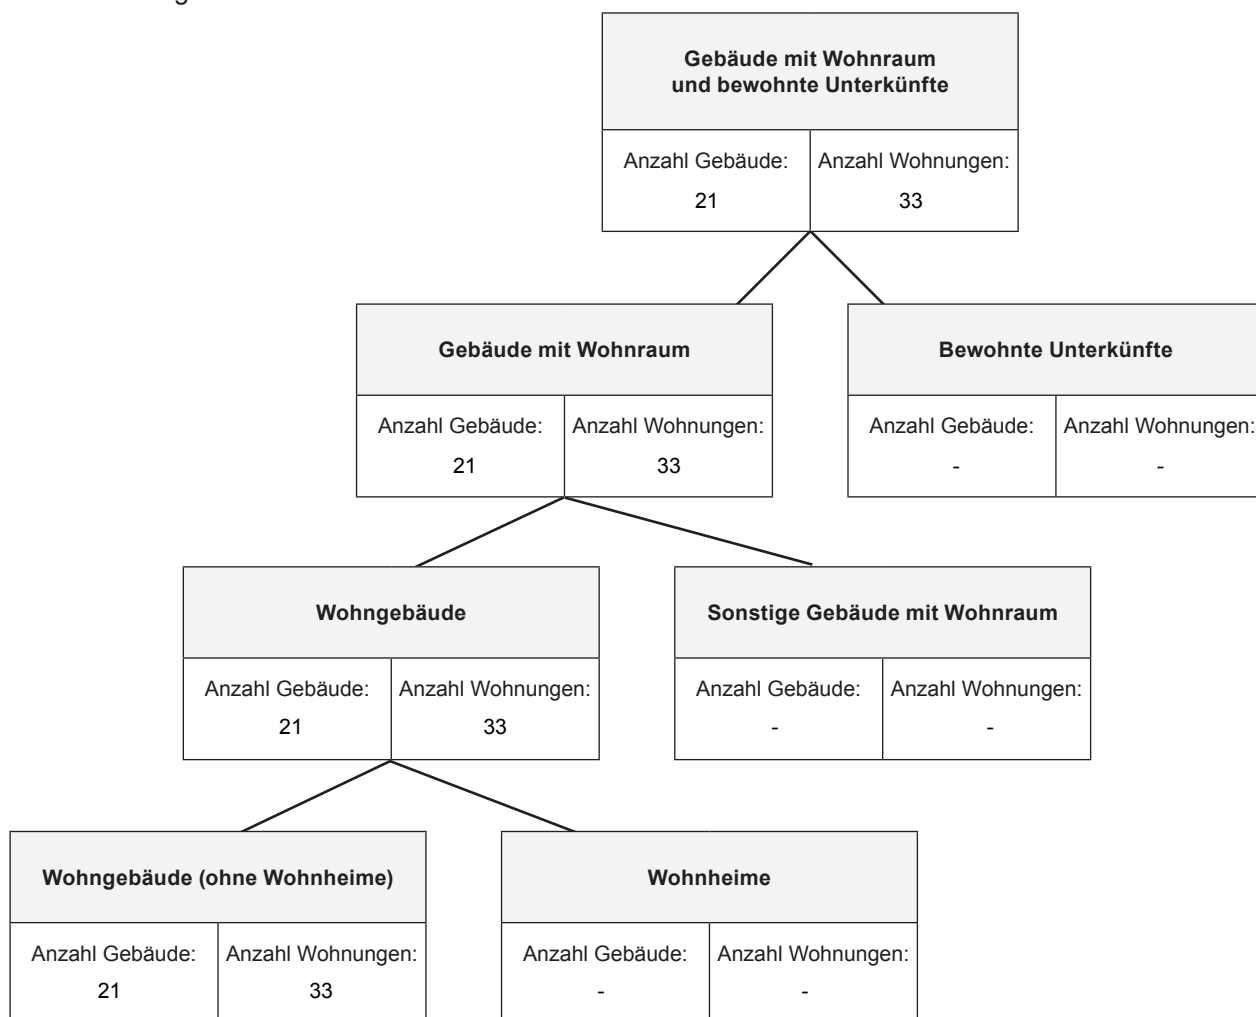 Gebäude mit Wohnraum
und bewohnte Unterkünfte
Anzahl Gebäude: Anzahl Wohnungen:
21 33
Gebäude mit Wohnraum
Bewohnte Unterkünfte
Anzahl Gebäude: Anzahl Wohnungen:
21 33
Anzahl Gebäude: Anzahl Wohnungen:
- -
Wohngebäude
Sonstige Gebäude mit Wohnraum
Anzahl Gebäude: Anzahl Wohnungen:
21 33
Anzahl Gebäude: Anzahl Wohnungen:
- -
Wohngebäude (ohne Wohnheime)
Wohnheime
Anzahl Gebäude: Anzahl Wohnungen:
21 33
Anzahl Gebäude: Anzahl Wohnungen:
- -